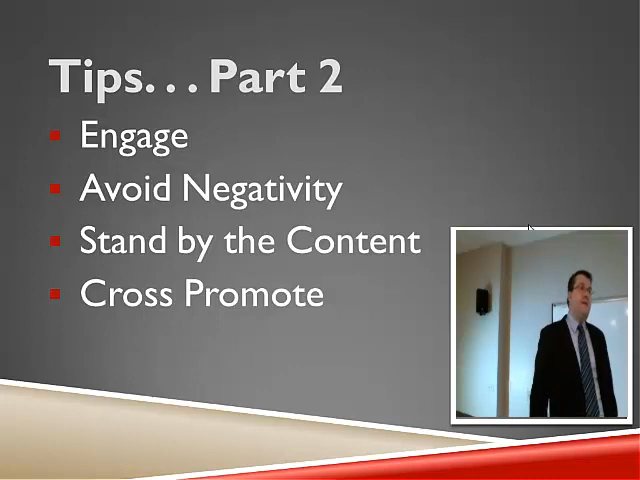 Tips. . . Part 2
Engage
Avoid Negativity
Stand by the Content
Cross Promote